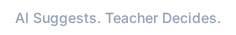 AI Suggests. Teacher Decides.